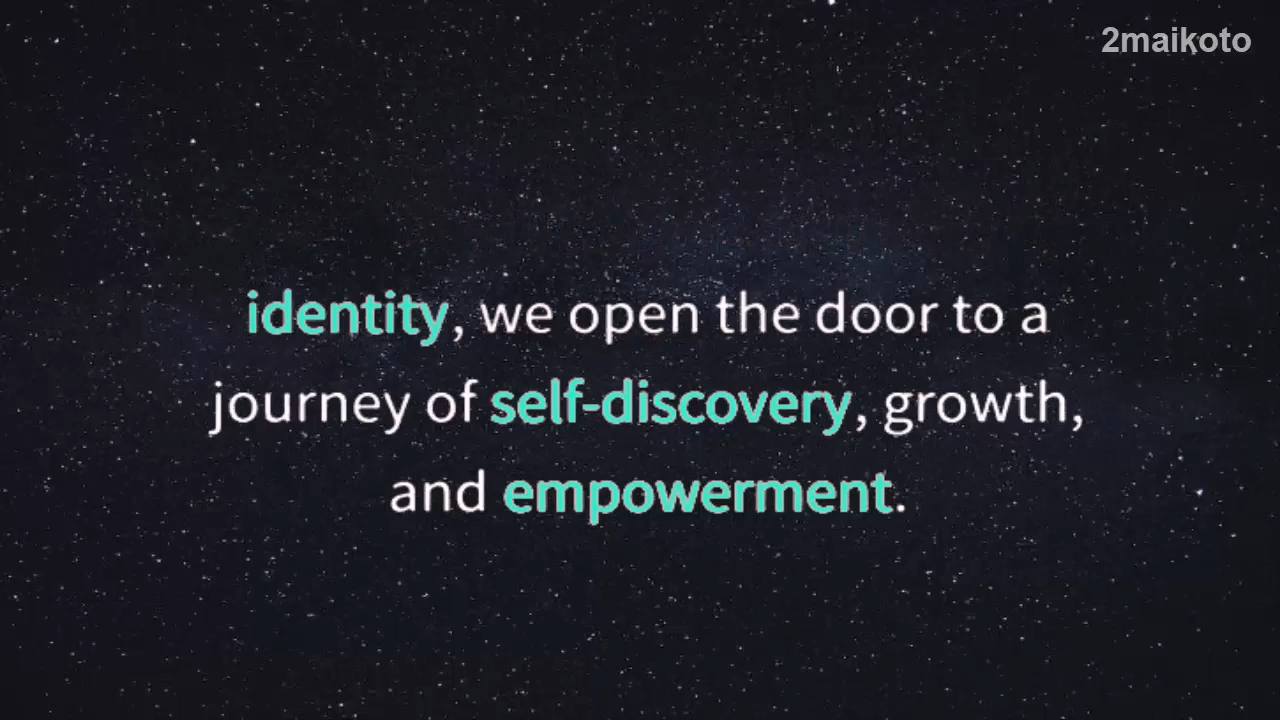 2maikoto
identity, we open the door to a
journey of self-discovery, growth,
and empowerment.